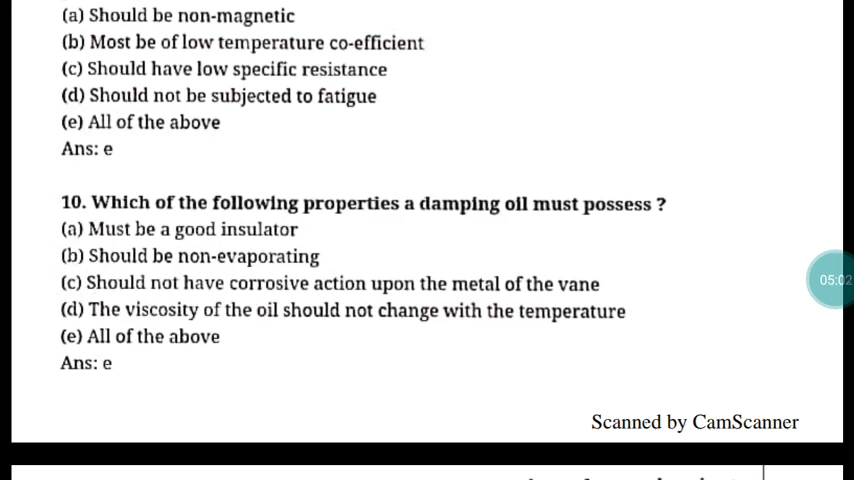 (a) Should be non-magnetic
(b) Most be of low temperature co-efficient
(c) Should have low specific resistance
(d) Should not be subjected to fatigue
(e) All of the above
Ans: e
10. Which of the following properties a damping oil must possess ?
(a) Must be a good insulator
(b) Should be non-evaporating
(c) Should not have corrosive action upon the metal of the vane
(d) The viscosity of the oil should not change with the temperature
(e) All of the above
Ans: e
05:02
Scanned by CamScanner